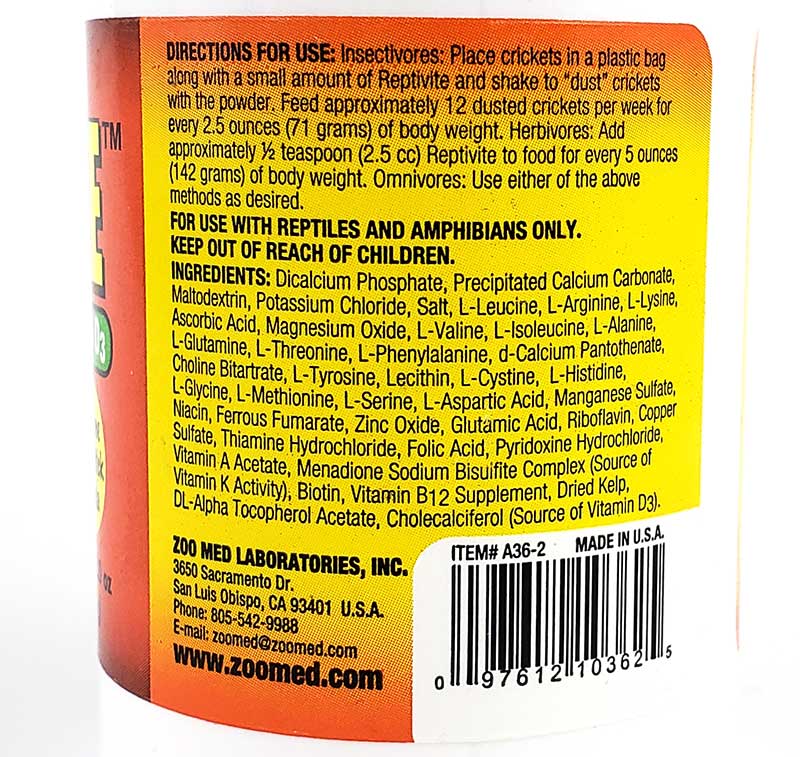 DIRECTIONS FOR USE: Insectivores: Place crickets in a plastic bag
along with a small amount of Reptivite and shake to "dust" crickets
with the powder. Feed approximately 12 dusted crickets per week for
every 2.5 ounces (71 grams) of body weight. Herbivores: Add
approximately ½ teaspoon (2.5 cc) Reptivite to food for every 5 ounces
(142 grams) of body weight. Omnivores: Use either of the above
methods as desired.
FOR USE WITH REPTILES AND AMPHIBIANS ONLY.
KEEP OUT OF REACH OF CHILDREN.
INGREDIENTS: Dicalcium Phosphate, Precipitated Calcium Carbonate,
Maltodextrin, Potassium Chloride, Salt, L-Leucine, L-Arginine, L-Lysine,
Ascorbic Acid, Magnesium Oxide, L-Valine, L-Isoleucine, L-Alanine,
L-Glutamine, L-Threonine, L-Phenylalanine, d-Calcium Pantothenate,
Choline Bitartrate, L-Tyrosine, Lecithin, L-Cystine, L-Histidine,
L-Glycine, L-Methionine, L-Serine, L-Aspartic Acid, Manganese Sulfate,
Niacin, Ferrous Fumarate, Zinc Oxide, Glutamic Acid, Riboflavin, Copper
Sulfate, Thiamine Hydrochloride, Folic Acid, Pyridoxine Hydrochloride,
Vitamin A Acetate, Menadione Sodium Bisulfite Complex (Source of
Vitamin K Activity), Biotin, Vitamin B12 Supplement, Dried Kelp,
DL-Alpha Tocopherol Acetate, Cholecalciferol (Source of Vitamin D3).
ZOO MED LABORATORIES, INC.
3650 Sacramento Dr.
San Luis Obispo, CA 93401 U.S.A.
Phone: 805-542-9988
E-mail: zoomed@zoomed.com
www.zoomed.com
ITEM# A36-2 MADE IN U.S.A.
0 97612 10362 5
E™
D3
oz